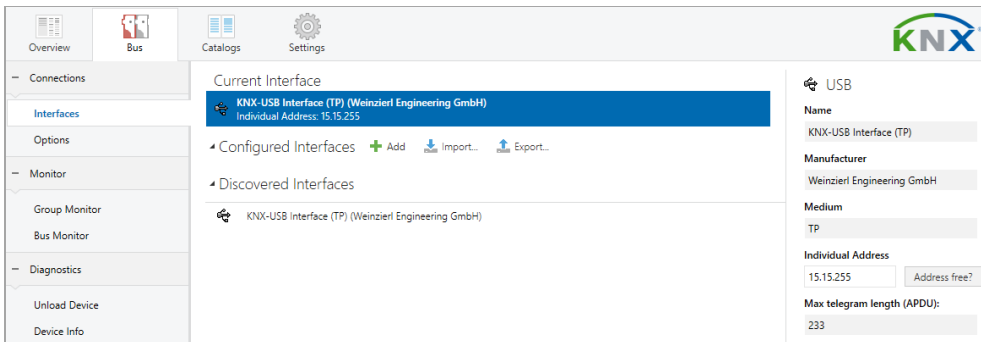 Overview
Bus
Catalogs
Settings
KNX
Connections
Interfaces
Options
Monitor
Group Monitor
Bus Monitor
Diagnostics
Unload Device
Device Info
Current Interface
KNX-USB Interface (TP) (Weinzierl Engineering GmbH)
Individual Address: 15.15.255
Configured Interfaces Add Import... Export...
Discovered Interfaces
KNX-USB Interface (TP) (Weinzierl Engineering GmbH)
USB
Name
KNX-USB Interface (TP)
Manufacturer
Weinzierl Engineering GmbH
Medium
TP
Individual Address
15.15.255 Address free?
Max telegram length (APDU):
233